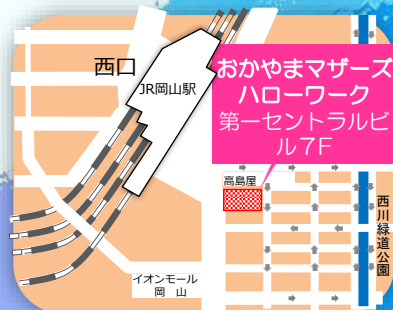 西口
JR岡山駅
おかやまマザーズ
ハローワーク
第一セントラルビ
ル7F
高島屋
西川緑道公園
イオンモール
岡　山